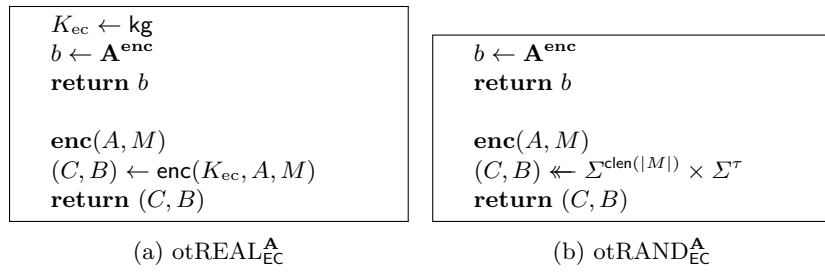 K_ec ← kg
b ← A^enc
return b
enc(A, M)
(C, B) ← enc(K_ec, A, M)
return (C, B)
(a) otREAL^A_EC
b ← A^enc
return b
enc(A, M)
(C, B) ↞ Σ^clen(|M|) × Σ^τ
return (C, B)
(b) otRAND^A_EC